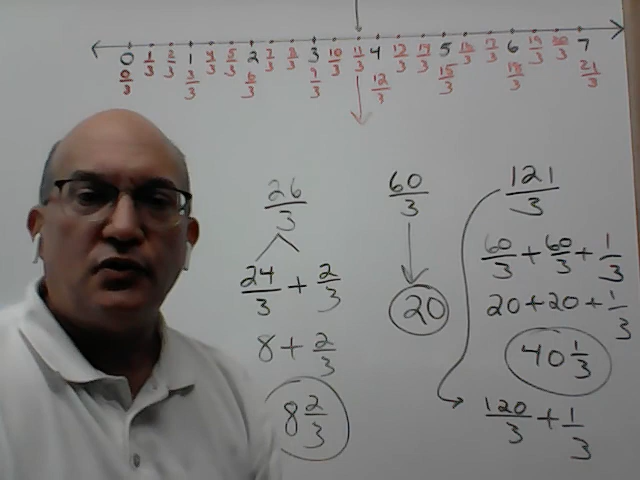 0 1 2 3 4 5 6 7
0/3 1/3 2/3 3/3 4/3 5/3 6/3 7/3 8/3 9/3 10/3 11/3 12/3 13/3 14/3 15/3 16/3 17/3 18/3 19/3 20/3 21/3
26/3
24/3 + 2/3
8 + 2/3
8 2/3
60/3
20
121/3
60/3 + 60/3 + 1/3
20 + 20 + 1/3
40 1/3
120/3 + 1/3